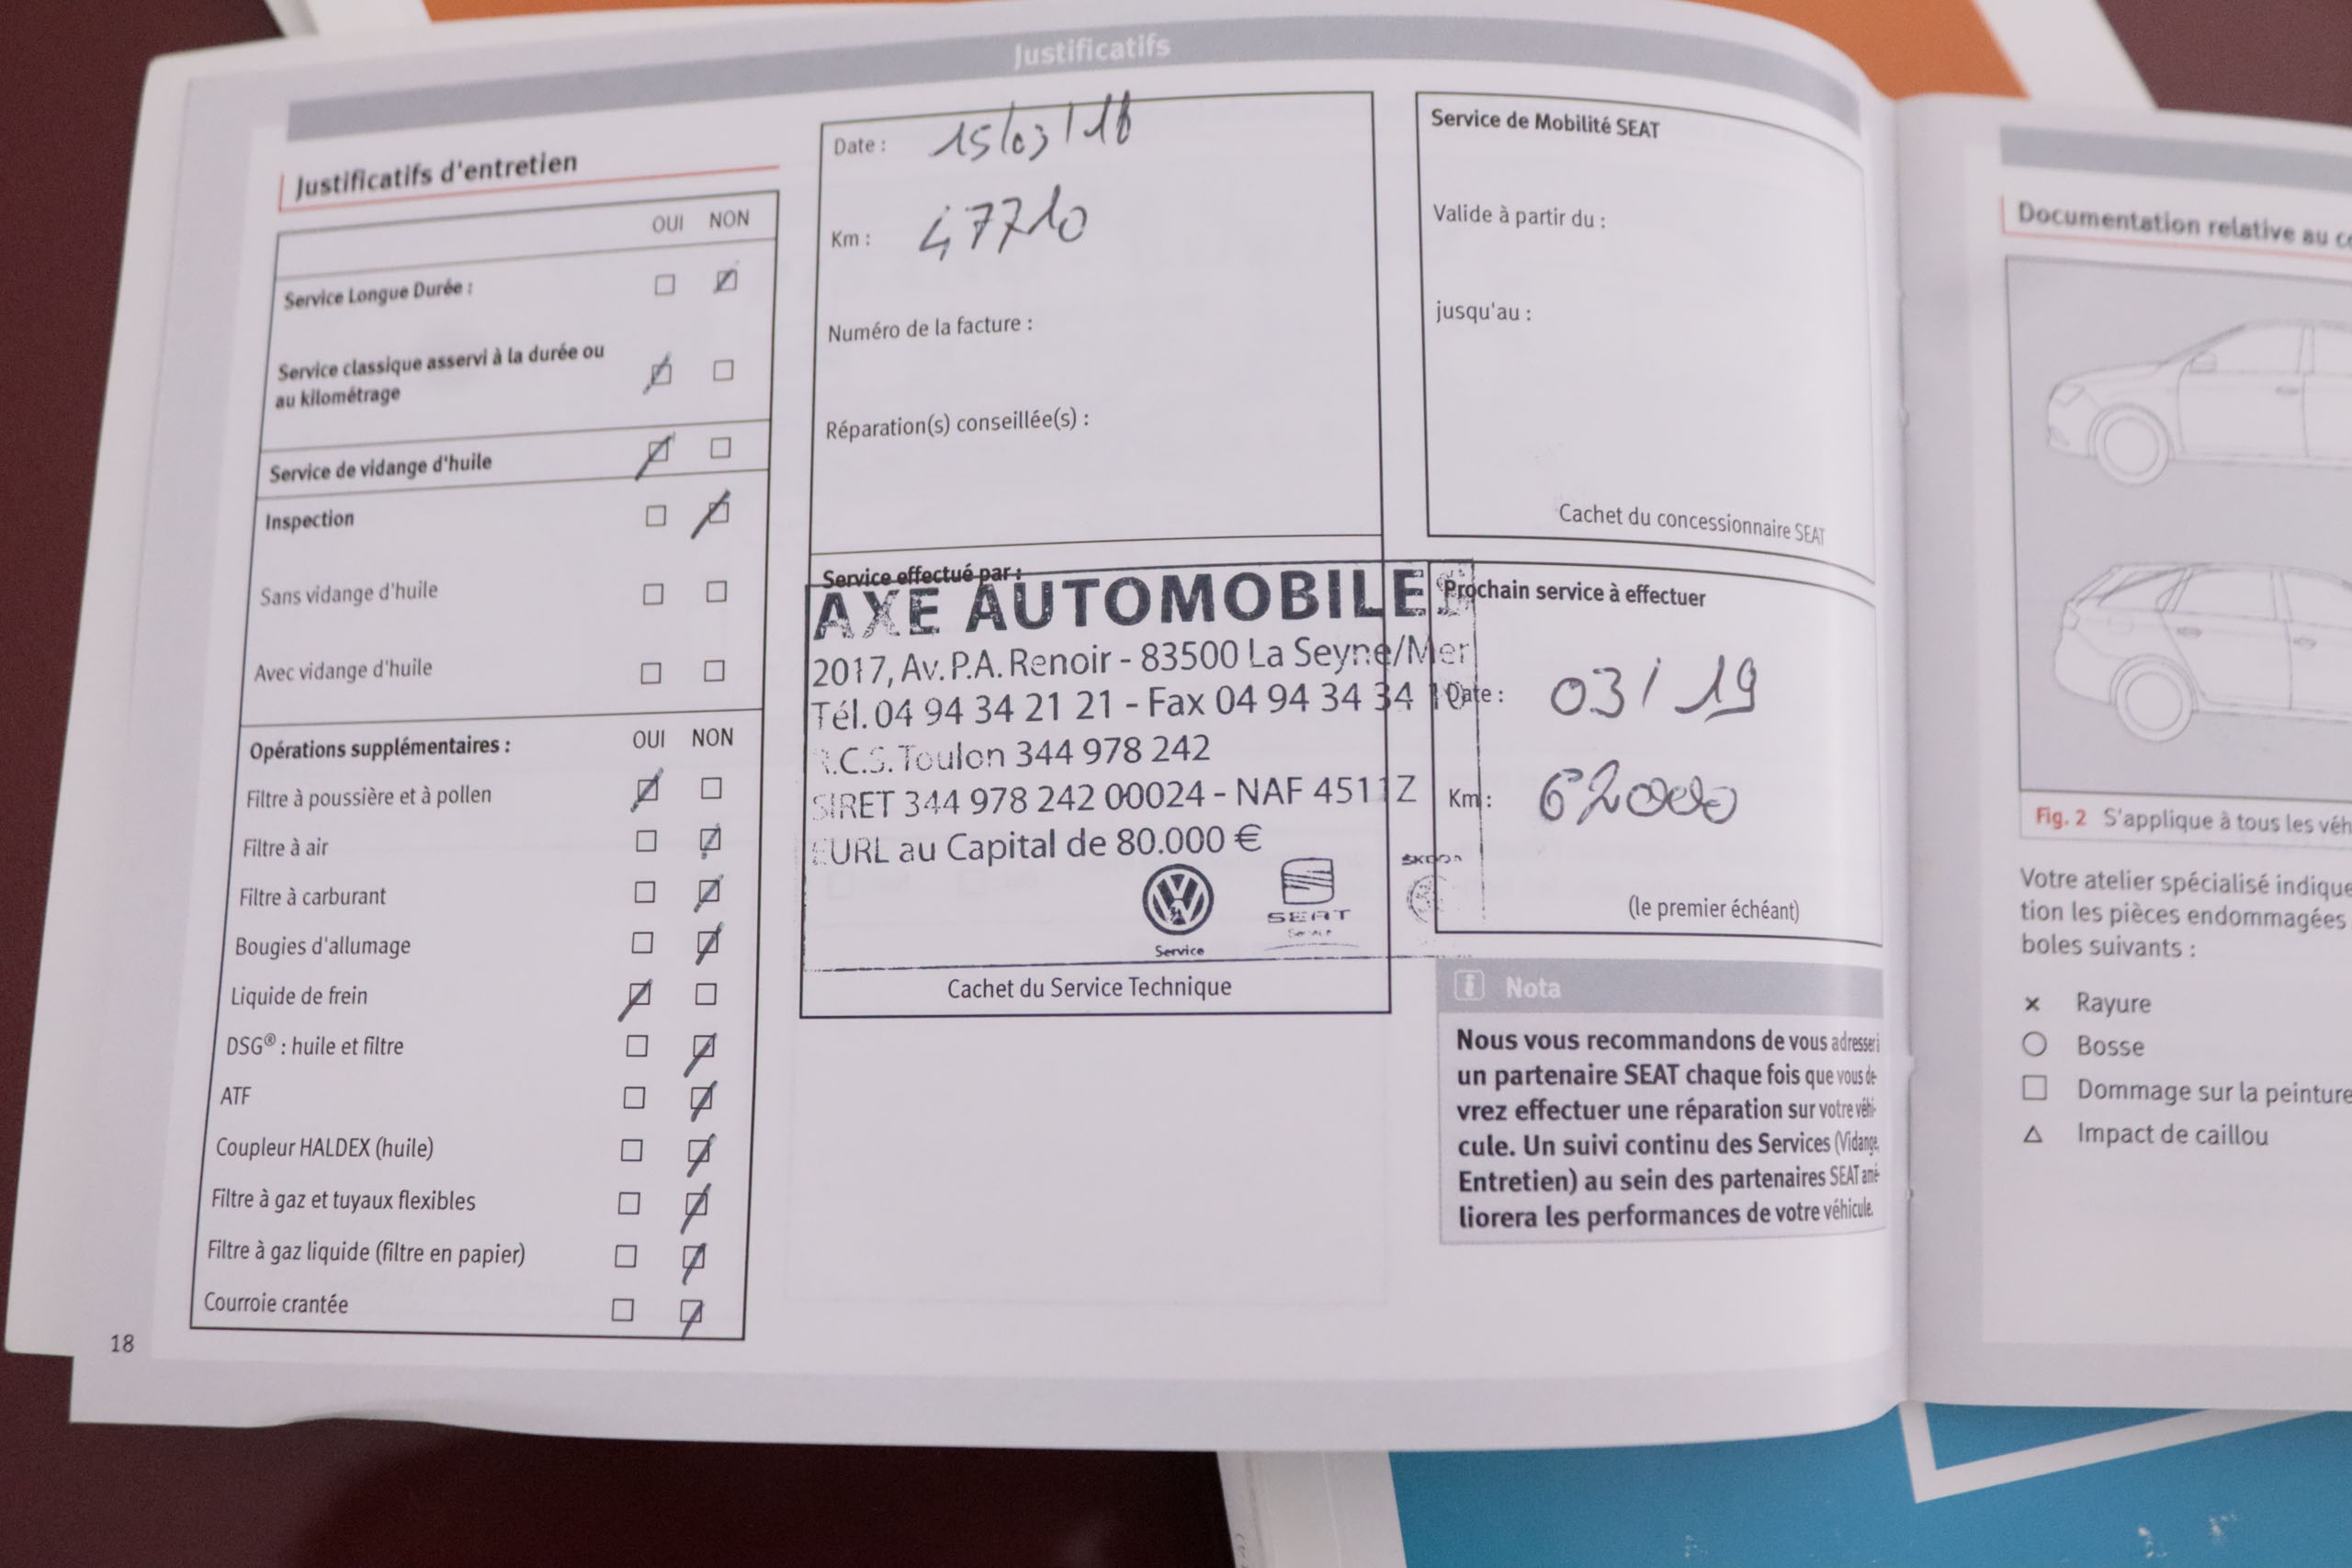 Justificatifs
Justificatifs d'entretien
OUI NON
Service Longue Durée :
Service classique asservi à la durée ou
au kilométrage
Service de vidange d'huile
Inspection
Sans vidange d'huile
Avec vidange d'huile
Opérations supplémentaires : OUI NON
Filtre à poussière et à pollen
Filtre à air
Filtre à carburant
Bougies d'allumage
Liquide de frein
DSG® : huile et filtre
ATF
Coupleur HALDEX (huile)
Filtre à gaz et tuyaux flexibles
Filtre à gaz liquide (filtre en papier)
Courroie crantée
18
Date : 15/03/18
Km : 47710
Numéro de la facture :
Réparation(s) conseillée(s) :
Service effectué par :
AXE AUTOMOBILE
2017, Av. P.A. Renoir - 83500 La Seyne/Mer
Tél. 04 94 34 21 21 - Fax 04 94 34 34 10
R.C.S. Toulon 344 978 242
SIRET 344 978 242 00024 - NAF 4511Z
EURL au Capital de 80.000 €
Service
SEAT
Service
SKODA
Cachet du Service Technique
Service de Mobilité SEAT
Valide à partir du :
jusqu'au :
Cachet du concessionnaire SEAT
Prochain service à effectuer
Date : 03/19
Km : 62000
(le premier échéant)
i Nota
Nous vous recommandons de vous adresser
un partenaire SEAT chaque fois que vous de-
vrez effectuer une réparation sur votre véhi-
cule. Un suivi continu des Services (Vidange,
Entretien) au sein des partenaires SEAT amé-
liorera les performances de votre véhicule.
Documentation relative au
Fig. 2 S'applique à tous les
Votre atelier spécialisé
tion les pièces endommagées
boles suivants :
× Rayure
○ Bosse
□ Dommage sur la peinture
△ Impact de caillou